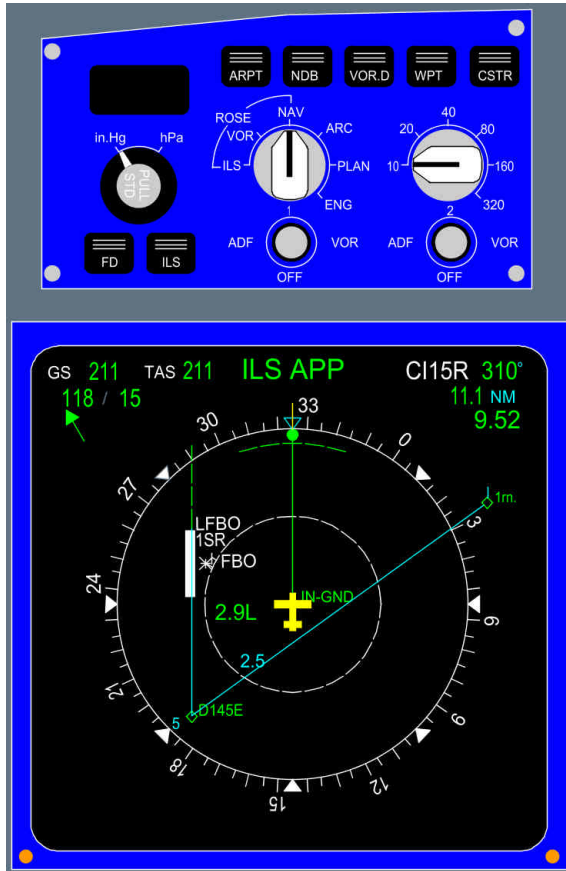 ARPT NDB VOR.D WPT CSTR
in.Hg hPa
PULL
STD
FD ILS
ROSE NAV
VOR ARC
ILS PLAN
ENG
1
ADF VOR
OFF
40
20 80
10 160
320
2
ADF VOR
OFF
GS 211 TAS 211 ILS APP CI15R 310°
118 / 15 11.1 NM
9.52
33
30 0
27
1m.
3
LFBO
1SR
FBO
24
IN-GND
2.9L
6
2.5
21
D145E
5
9
18
12
15